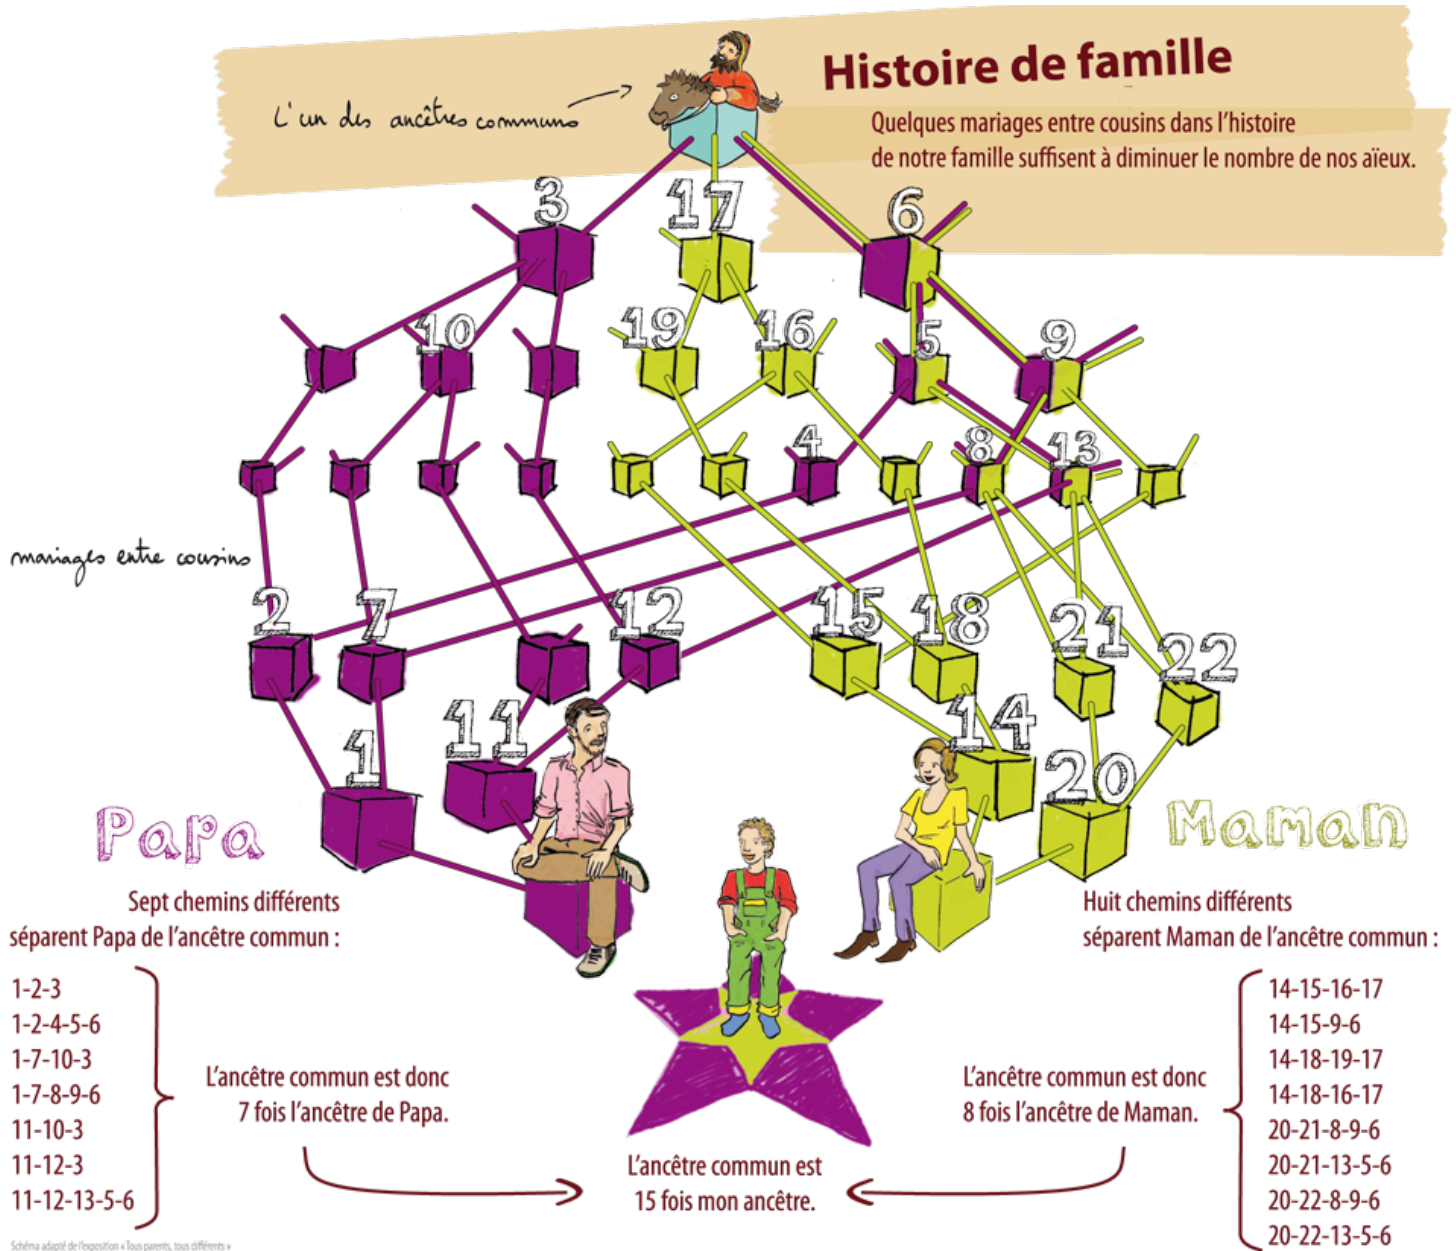 Histoire de famille
L'un des ancêtres communs
Quelques mariages entre cousins dans l'histoire
de notre famille suffisent à diminuer le nombre de nos aïeux.
3
17
6
10
19
16
5
9
4
8
13
mariages entre cousins
2
7
12
15
18
21
22
1
11
14
20
Papa
Maman
Sept chemins différents
séparent Papa de l'ancêtre commun :
1-2-3
1-2-4-5-6
1-7-10-3
1-7-8-9-6
11-10-3
11-12-3
11-12-13-5-6
L'ancêtre commun est donc
7 fois l'ancêtre de Papa.
Huit chemins différents
séparent Maman de l'ancêtre commun :
14-15-16-17
14-15-9-6
14-18-19-17
14-18-16-17
20-21-8-9-6
20-21-13-5-6
20-22-8-9-6
20-22-13-5-6
L'ancêtre commun est donc
8 fois l'ancêtre de Maman.
L'ancêtre commun est
15 fois mon ancêtre.
Schéma adapté de l'exposition « Tous parents, tous différents »